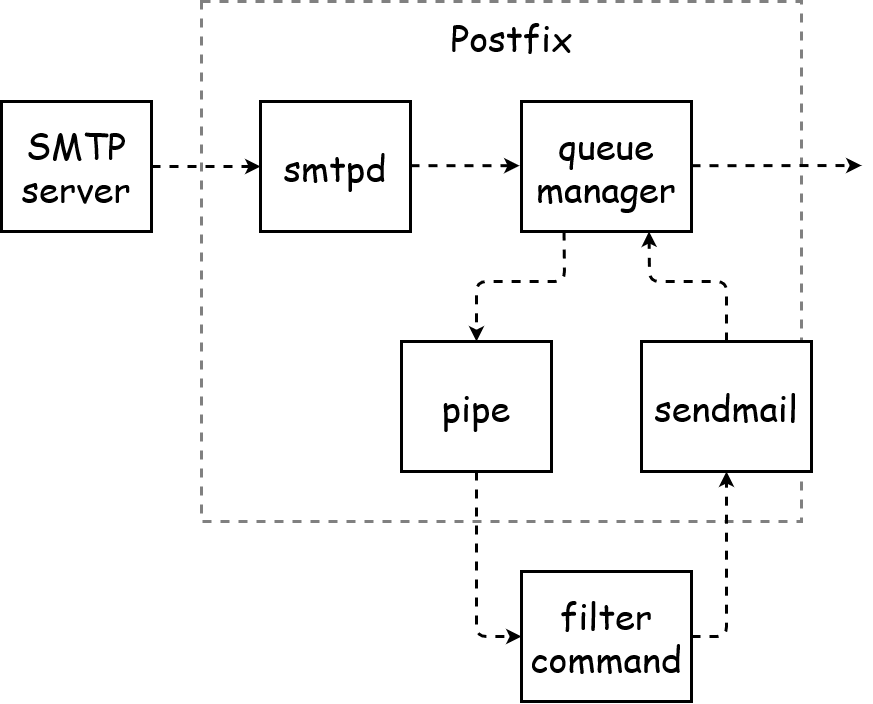 Postfix
SMTP
server
smtpd
queue
manager
pipe
sendmail
filter
command